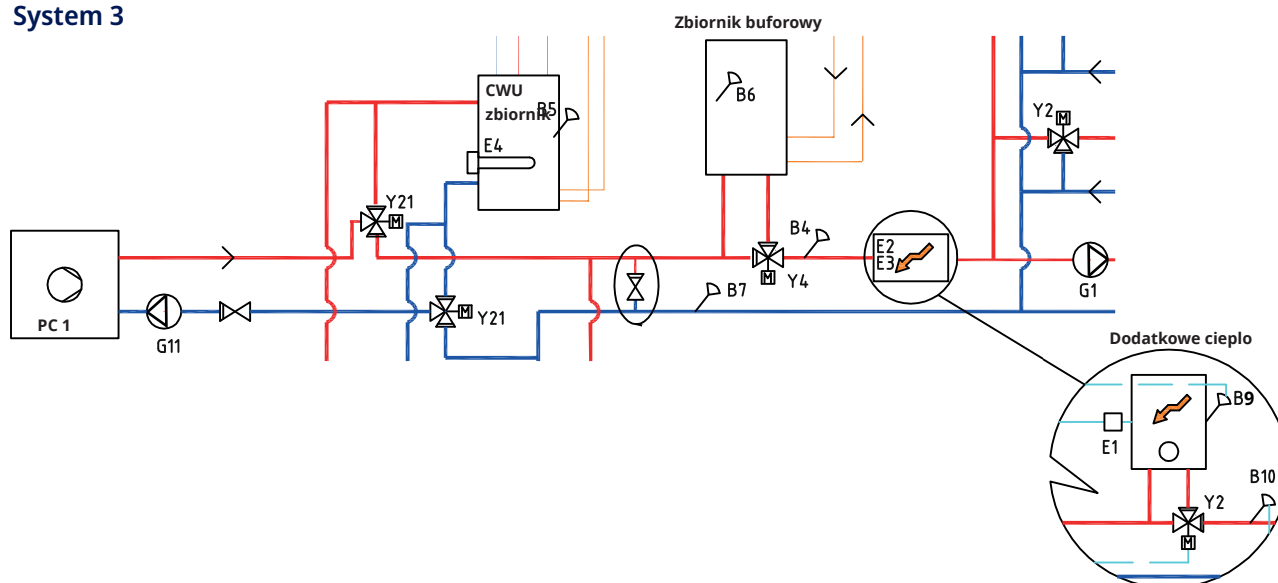 System 3
Zbiornik buforowy
CWU
zbiornik
B5
E4
B6
Y2
Y21
B4
E2
E3
Y4
G1
B7
PC 1
G11
Y21
M
M
M
M
Dodatkowe cieplo
B9
E1
B10
Y2
M